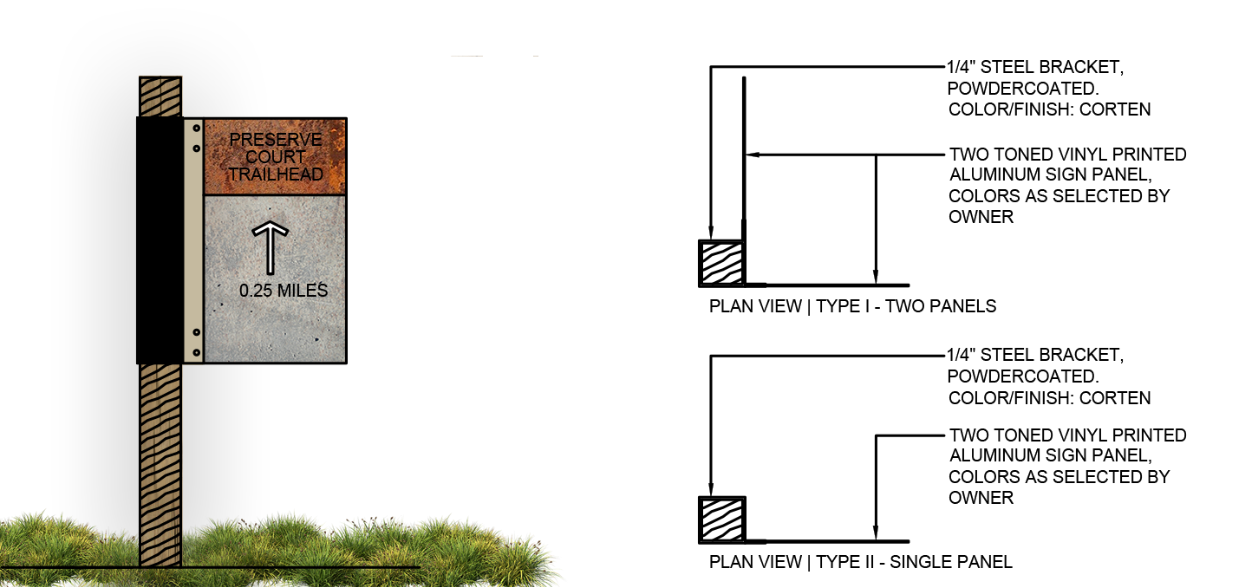 PRESERVE
COURT
TRAILHEAD
0.25 MILES
1/4" STEEL BRACKET,
POWDERCOATED.
COLOR/FINISH: CORTEN
TWO TONED VINYL PRINTED
ALUMINUM SIGN PANEL,
COLORS AS SELECTED BY
OWNER
PLAN VIEW | TYPE I - TWO PANELS
1/4" STEEL BRACKET,
POWDERCOATED.
COLOR/FINISH: CORTEN
TWO TONED VINYL PRINTED
ALUMINUM SIGN PANEL,
COLORS AS SELECTED BY
OWNER
PLAN VIEW | TYPE II - SINGLE PANEL